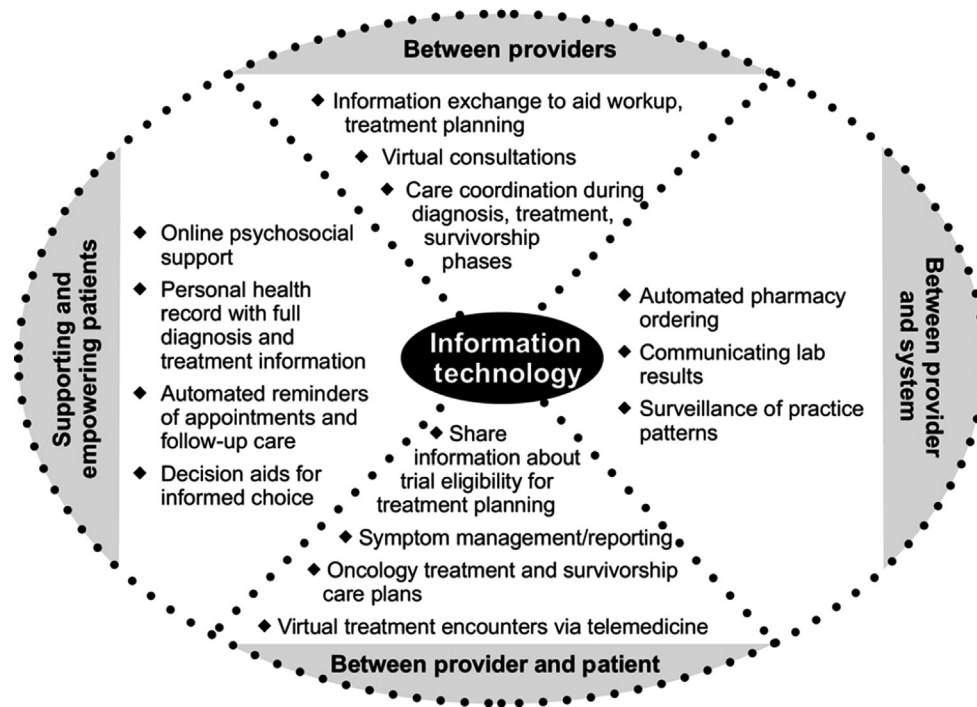 Between providers
◆ Information exchange to aid workup,
treatment planning
◆ Virtual consultations
◆ Care coordination during
diagnosis, treatment,
survivorship
phases
Supporting and
empowering patients
◆ Online psychosocial
support
◆ Personal health
record with full
diagnosis and
treatment information
◆ Automated reminders
of appointments and
follow-up care
◆ Decision aids for
informed choice
Information
technology
◆ Automated pharmacy
ordering
◆ Communicating lab
results
◆ Surveillance of practice
patterns
Between provider
and system
◆ Share
information about
trial eligibility for
treatment planning
◆ Symptom management/reporting
◆ Oncology treatment and survivorship
care plans
◆ Virtual treatment encounters via telemedicine
Between provider and patient